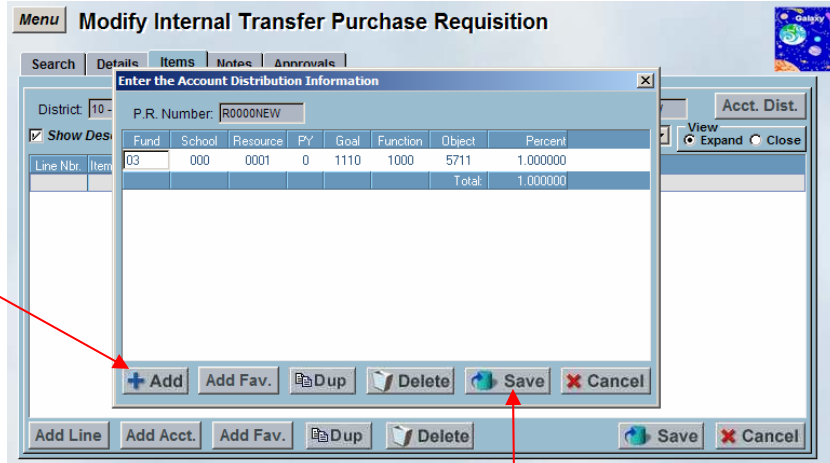 Menu Modify Internal Transfer Purchase Requisition
Galaxy
Search Details Items Notes Approvals
Enter the Account Distribution Information
District: 10 - Acct. Dist.
P.R. Number: R0000NEW
Show Desc View
Expand Close
Fund School Resource PY Goal Function Object Percent
Line Nbr. Item
03 000 0001 0 1110 1000 5711 1.000000
Total: 1.000000
Add Add Fav. Dup Delete Save Cancel
Add Line Add Acct. Add Fav. Dup Delete Save Cancel